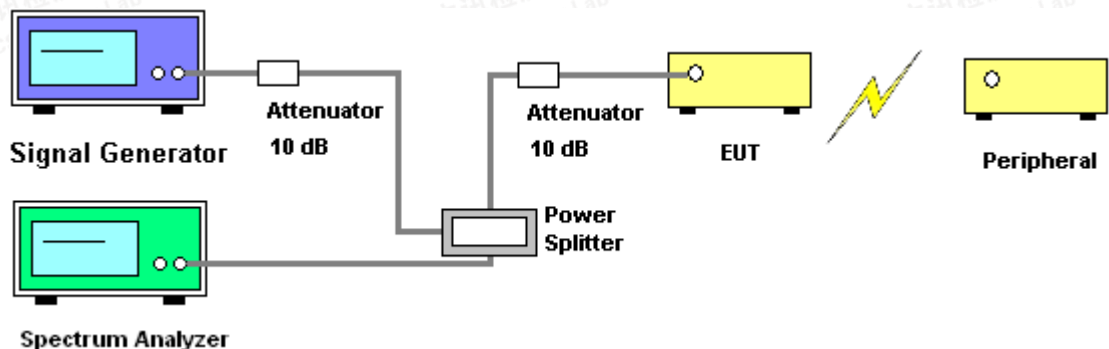 Attenuator
10 dB
Signal Generator
Attenuator
10 dB
EUT
Peripheral
Power
Splitter
Spectrum Analyzer